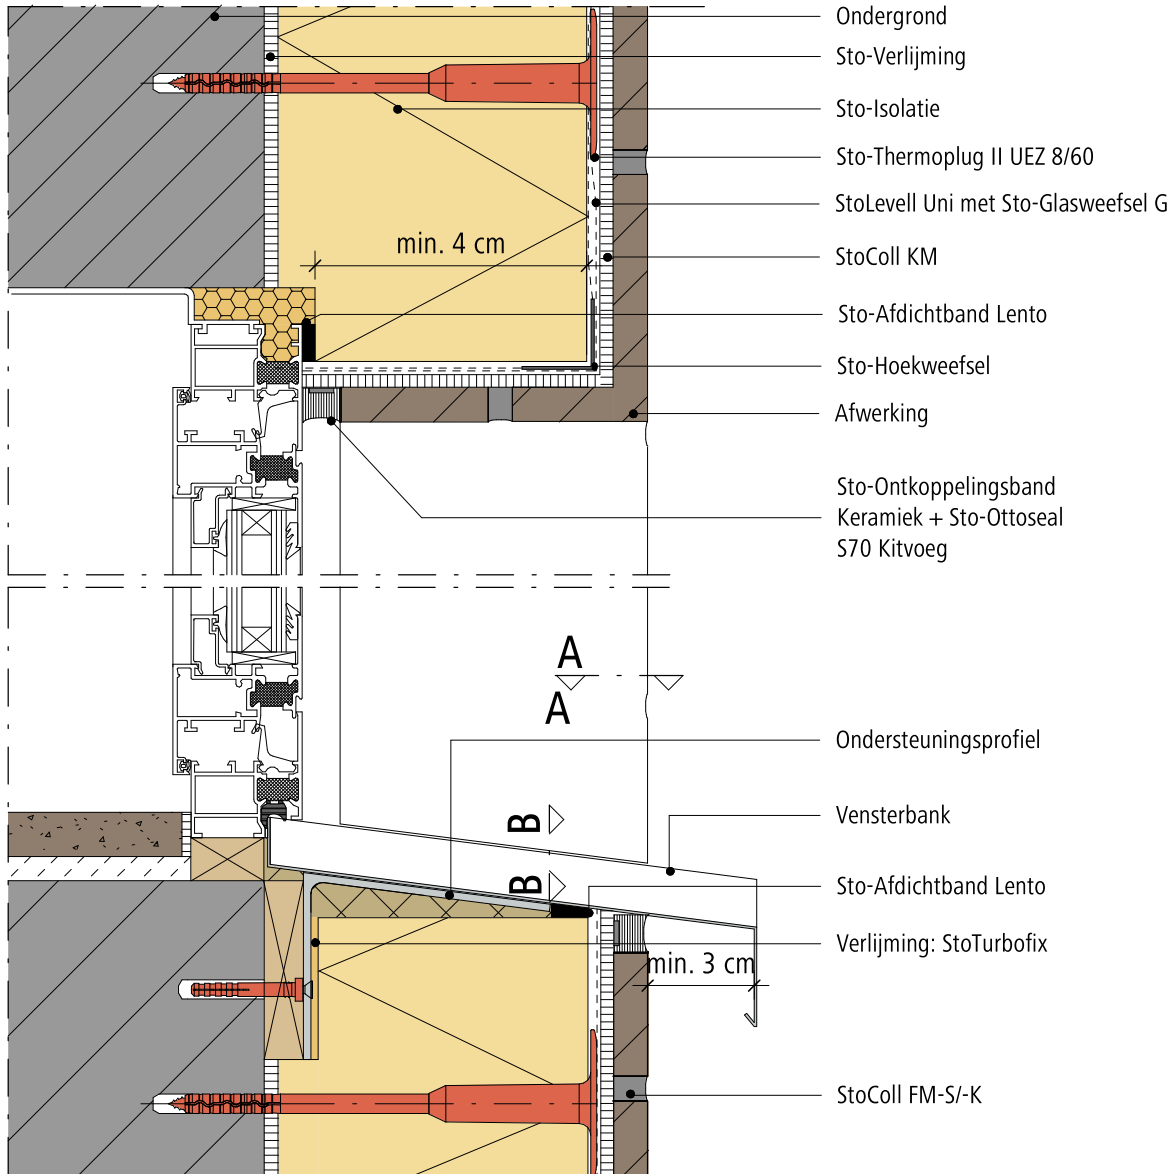 Ondergrond
Sto-Verlijming
Sto-Isolatie
Sto-Thermoplug II UEZ 8/60
StoLevell Uni met Sto-Glasweefsel G
min. 4 cm
StoColl KM
Sto-Afdichtband Lento
Sto-Hoekweefsel
Afwerking
Sto-Ontkoppelingsband
Keramiek + Sto-Ottoseal
S70 Kitvoeg
A
A
Ondersteuningsprofiel
B
Vensterbank
B
Sto-Afdichtband Lento
Verlijming: StoTurbofix
min. 3 cm
StoColl FM-S/-K